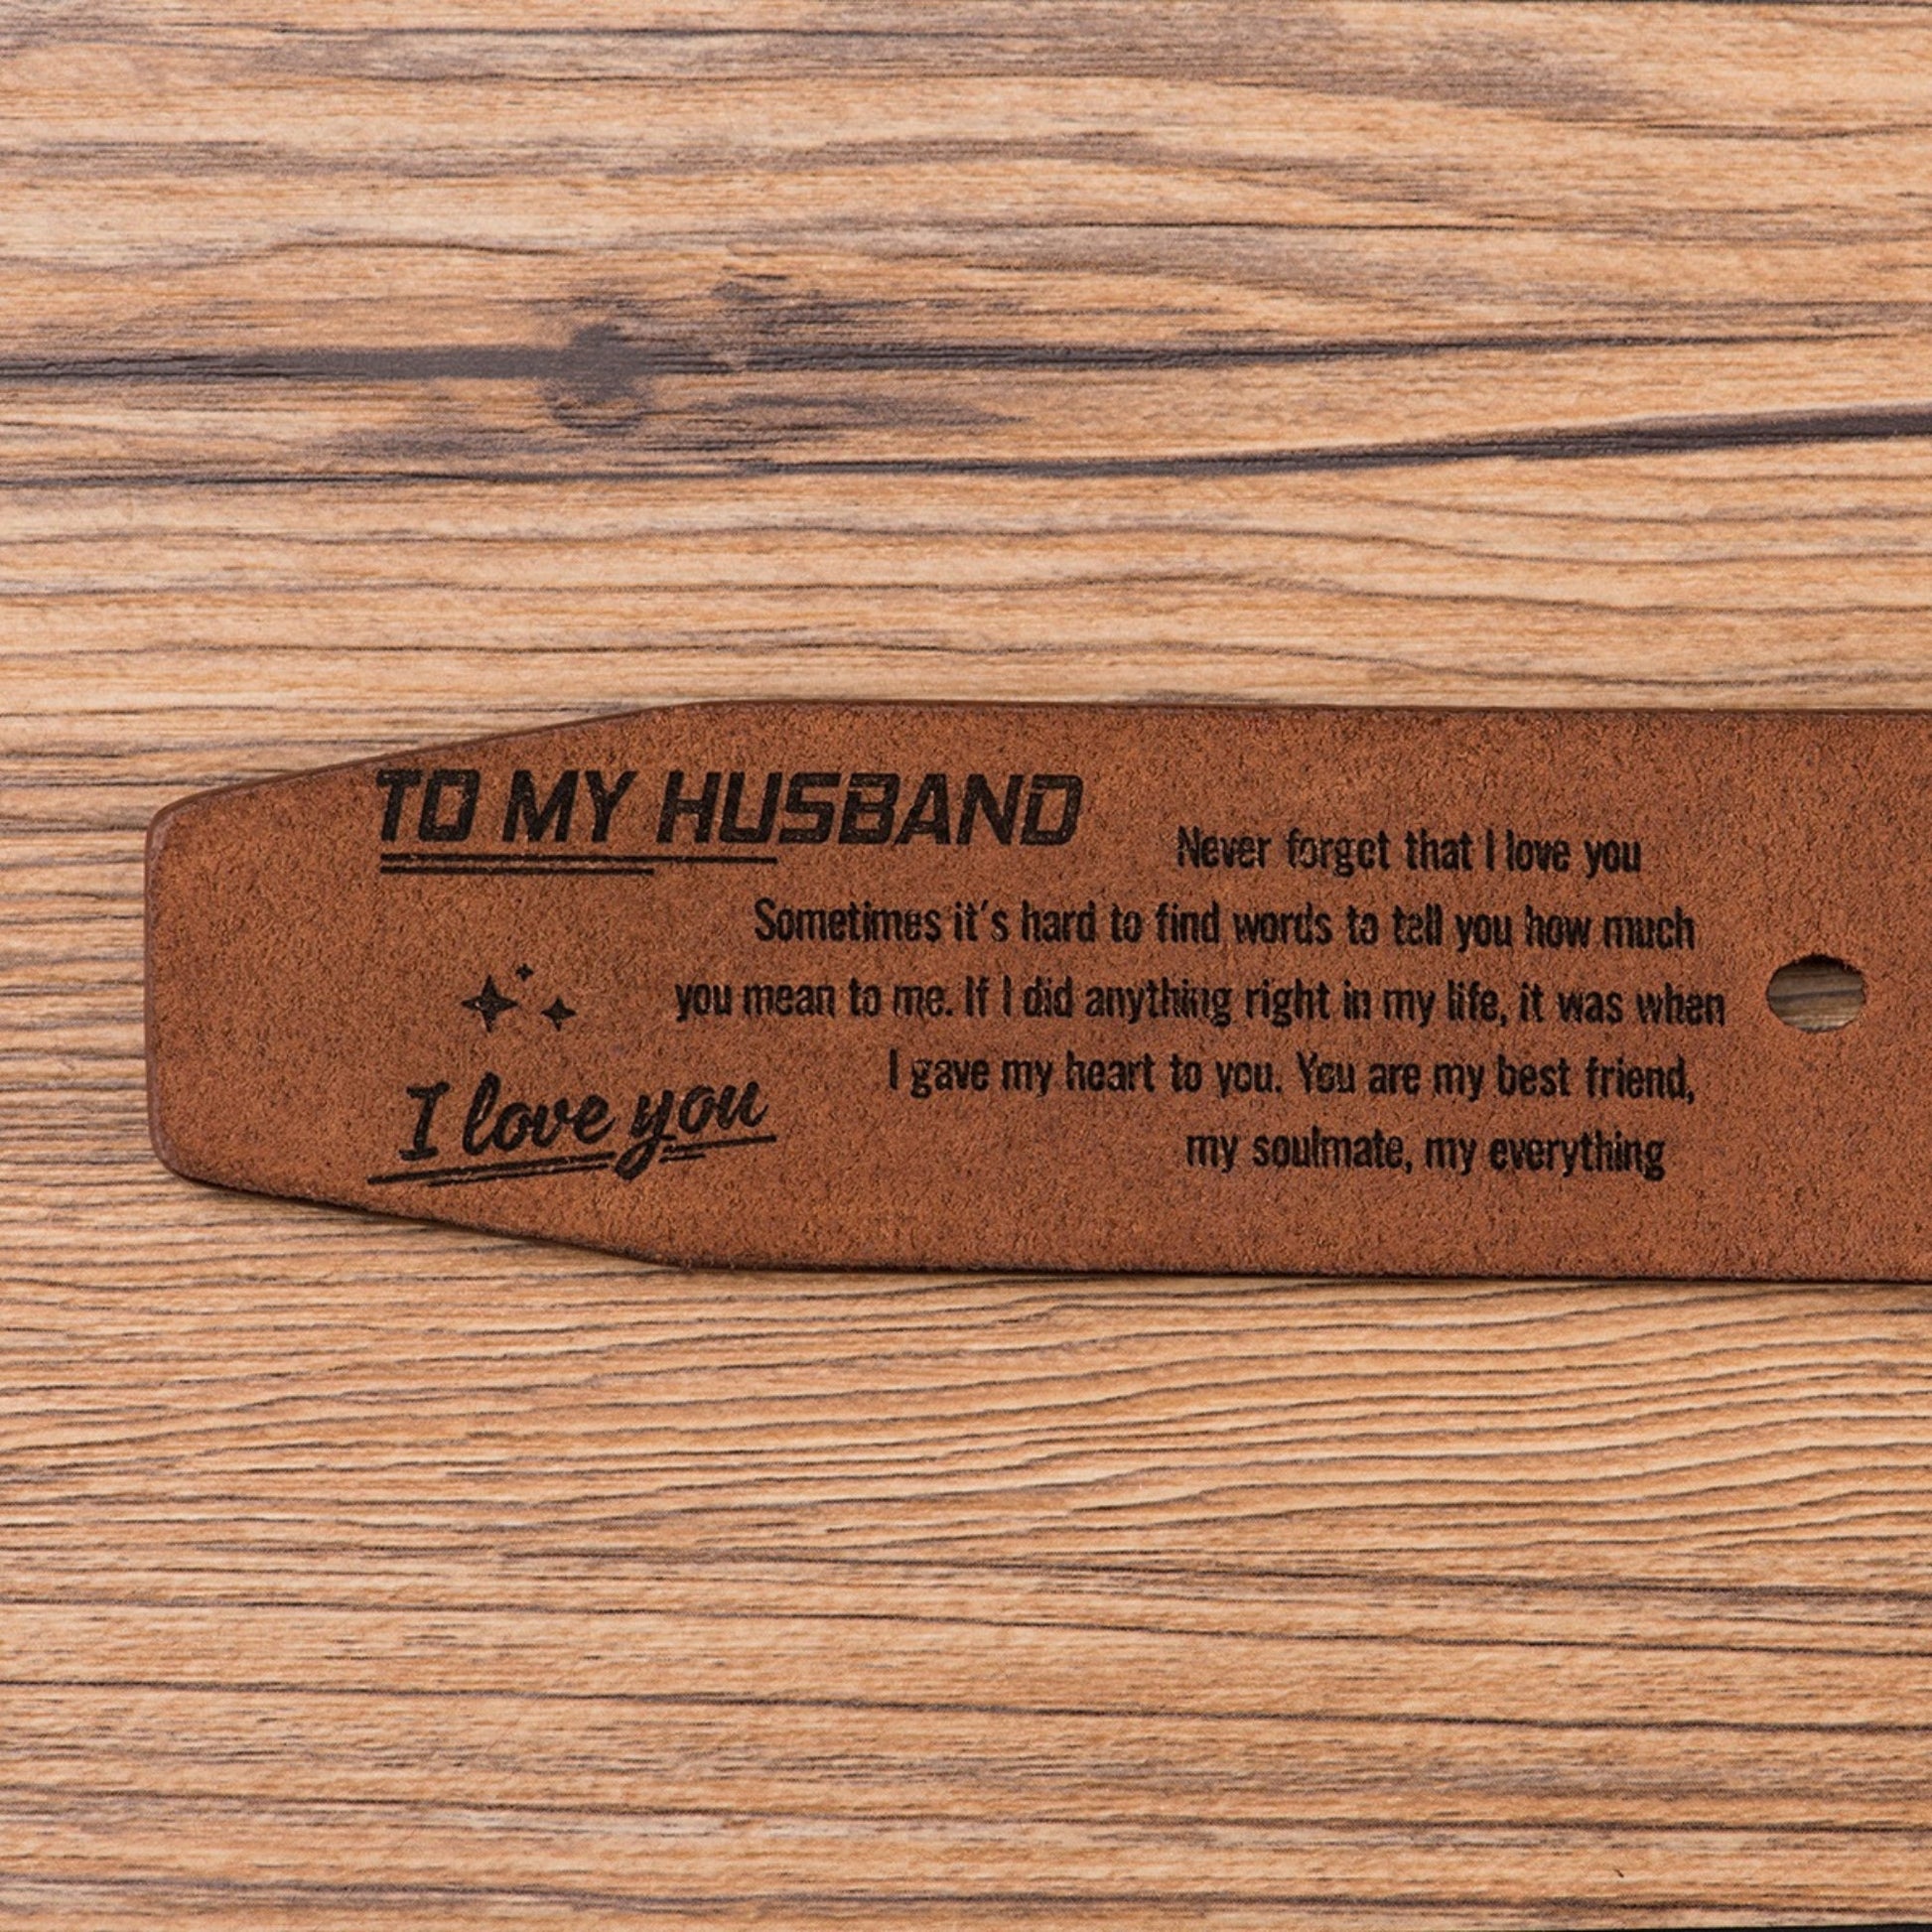 TO MY HUSBAND
Never forget that I love you
Sometimes it's hard to find words to tell you how much
you mean to me. If I did anything right in my life, it was when
I gave my heart to you. You are my best friend,
my soulmate, my everything
I love you